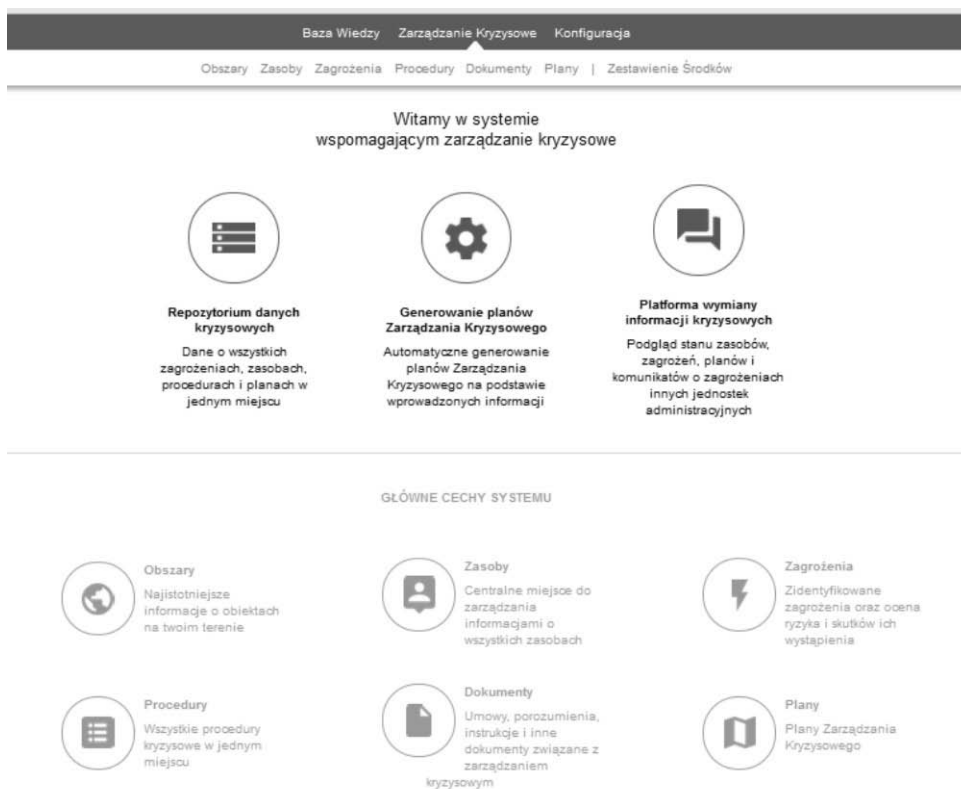 Baza Wiedzy Zarządzanie Kryzysowe Konfiguracja
Obszary Zasoby Zagrożenia Procedury Dokumenty Plany | Zestawienie Środków
Witamy w systemie
wspomagającym zarządzanie kryzysowe
Repozytorium danych
kryzysowych
Dane o wszystkich
zagrożeniach, zasobach,
procedurach i planach w
jednym miejscu
Generowanie planów
Zarządzania Kryzysowego
Automatyczne generowanie
planów Zarządzania
Kryzysowego na podstawie
wprowadzonych informacji
Platforma wymiany
informacji kryzysowych
Podgląd stanu zasobów,
zagrożeń, planów i
komunikatów o zagrożeniach
innych jednostek
administracyjnych
GŁÓWNE CECHY SYSTEMU
Obszary
Najistotniejsze
informacje o obiektach
na twoim terenie
Zasoby
Centralne miejsce do
zarządzania
informacjami o
wszystkich zasobach
Zagrożenia
Zidentyfikowane
zagrożenia oraz ocena
ryzyka i skutków ich
wystąpienia
Procedury
Wszystkie procedury
kryzysowe w jednym
miejscu
Dokumenty
Umowy, porozumienia,
instrukcje i inne
dokumenty związane z
zarządzaniem
kryzysowym
Plany
Plany Zarządzania
Kryzysowego